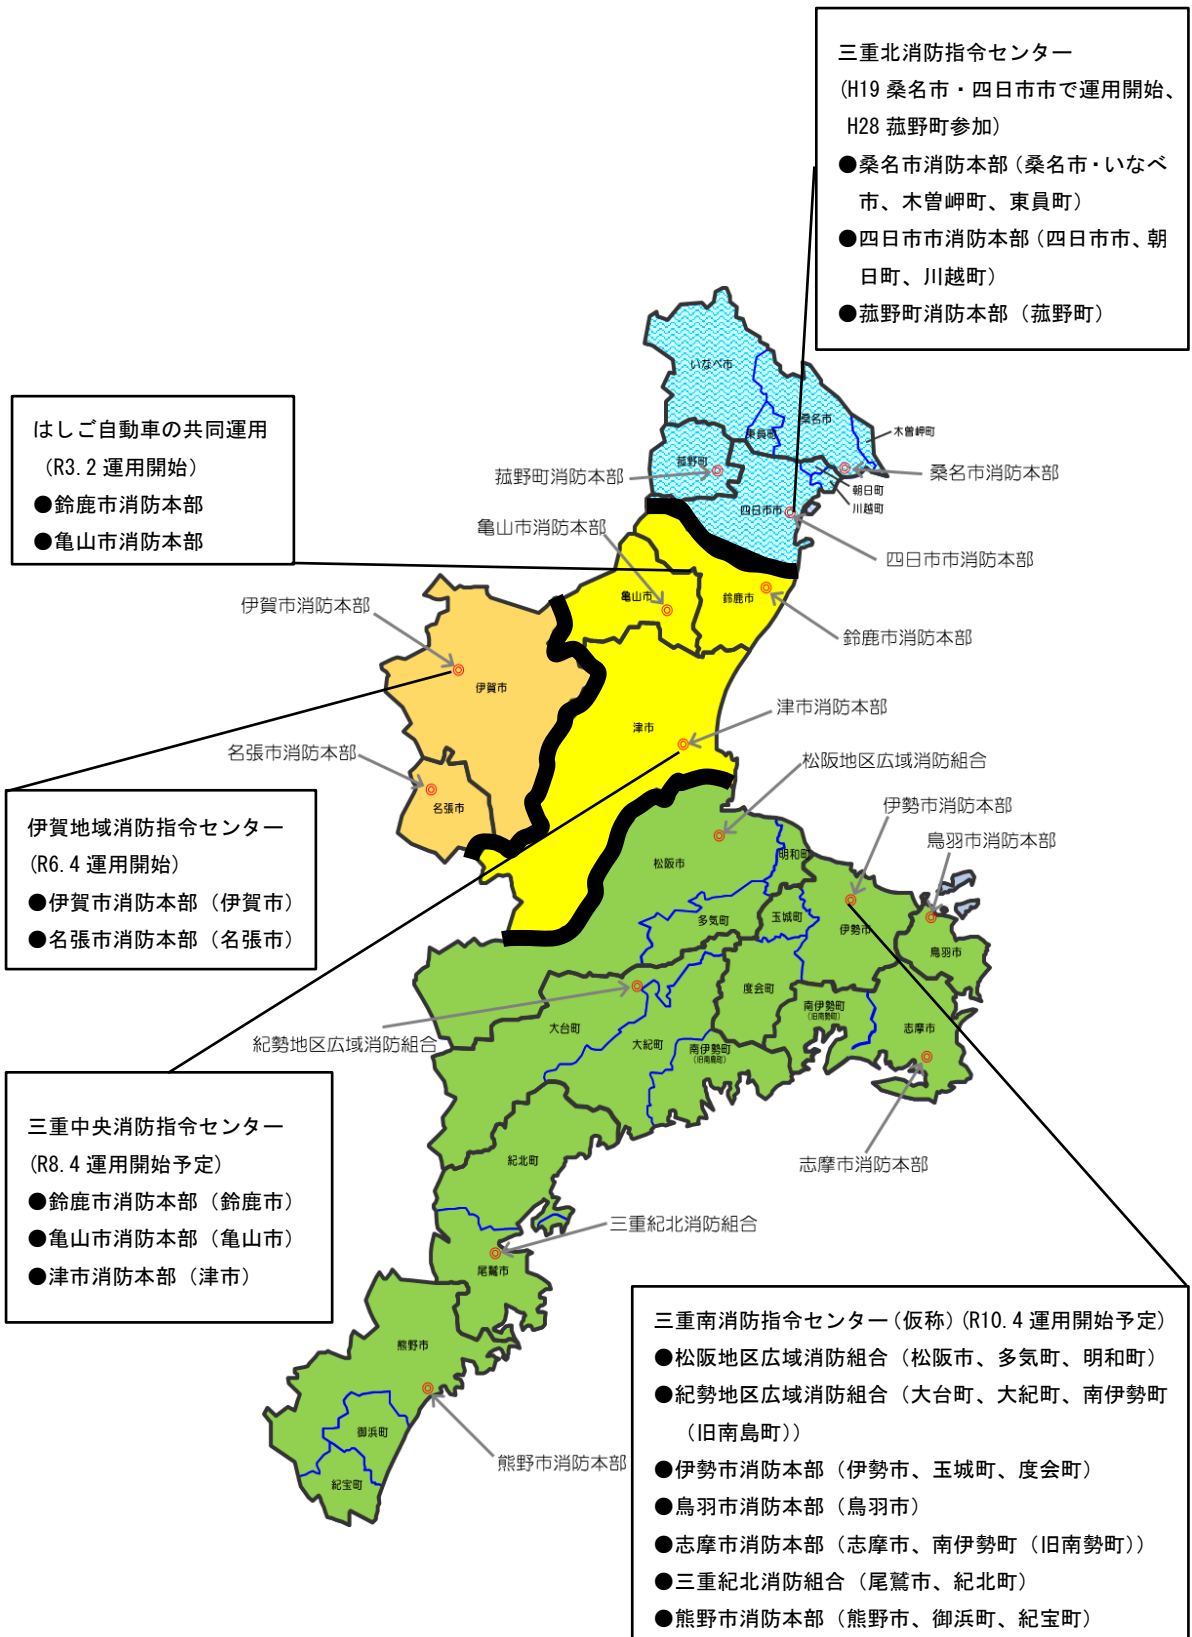 三重北消防指令センター
(H19 桑名市・四日市市で運用開始、
H28 菰野町参加)
●桑名市消防本部(桑名市・いなべ
市、木曽岬町、東員町)
●四日市市消防本部(四日市市、朝
日町、川越町)
●菰野町消防本部(菰野町)
はしご自動車の共同運用
(R3.2 運用開始)
●鈴鹿市消防本部
●亀山市消防本部
いなべ市
桑名市
東員町
木曽岬町
菰野町
菰野町消防本部
桑名市消防本部
朝日町
川越町
四日市市
亀山市消防本部
四日市市消防本部
亀山市
鈴鹿市
伊賀市消防本部
鈴鹿市消防本部
伊賀市
津市消防本部
津市
名張市消防本部
松阪地区広域消防組合
名張市
伊勢市消防本部
鳥羽市消防本部
伊賀地域消防指令センター
(R6.4 運用開始)
●伊賀市消防本部(伊賀市)
●名張市消防本部(名張市)
松阪市
明和町
多気町
玉城町
伊勢市
鳥羽市
度会町
南伊勢町
(旧南勢町)
志摩市
大台町
大紀町
南伊勢町
(旧南島町)
紀勢地区広域消防組合
三重中央消防指令センター
(R8.4 運用開始予定)
●鈴鹿市消防本部(鈴鹿市)
●亀山市消防本部(亀山市)
●津市消防本部(津市)
志摩市消防本部
紀北町
三重紀北消防組合
尾鷲市
熊野市
御浜町
紀宝町
熊野市消防本部
三重南消防指令センター(仮称)(R10.4 運用開始予定)
●松阪地区広域消防組合(松阪市、多気町、明和町)
●紀勢地区広域消防組合(大台町、大紀町、南伊勢町
(旧南島町))
●伊勢市消防本部(伊勢市、玉城町、度会町)
●鳥羽市消防本部(鳥羽市)
●志摩市消防本部(志摩市、南伊勢町(旧南勢町))
●三重紀北消防組合(尾鷲市、紀北町)
●熊野市消防本部(熊野市、御浜町、紀宝町)